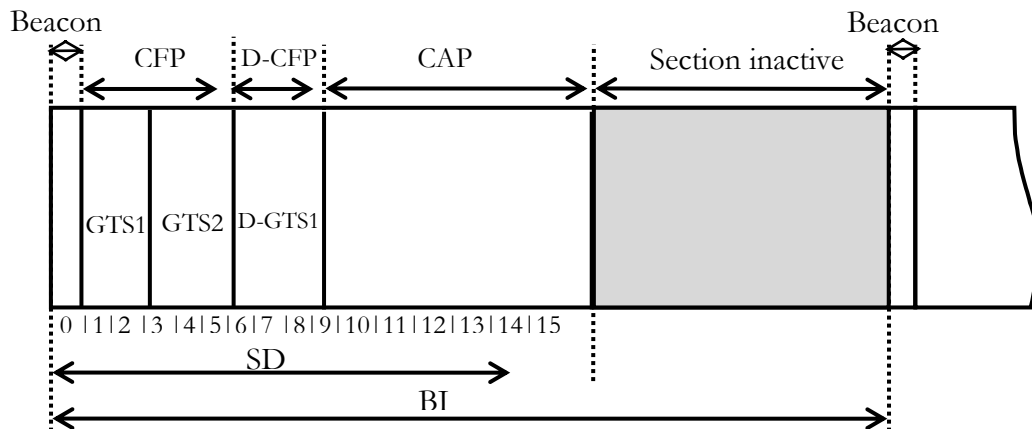 Beacon Beacon
CFP D-CFP CAP Section inactive
GTS1 GTS2 D-GTS1
0 |1|2 |3 |4|5 |6|7 |8|9|10|11|12|13|14|15
SD
BI